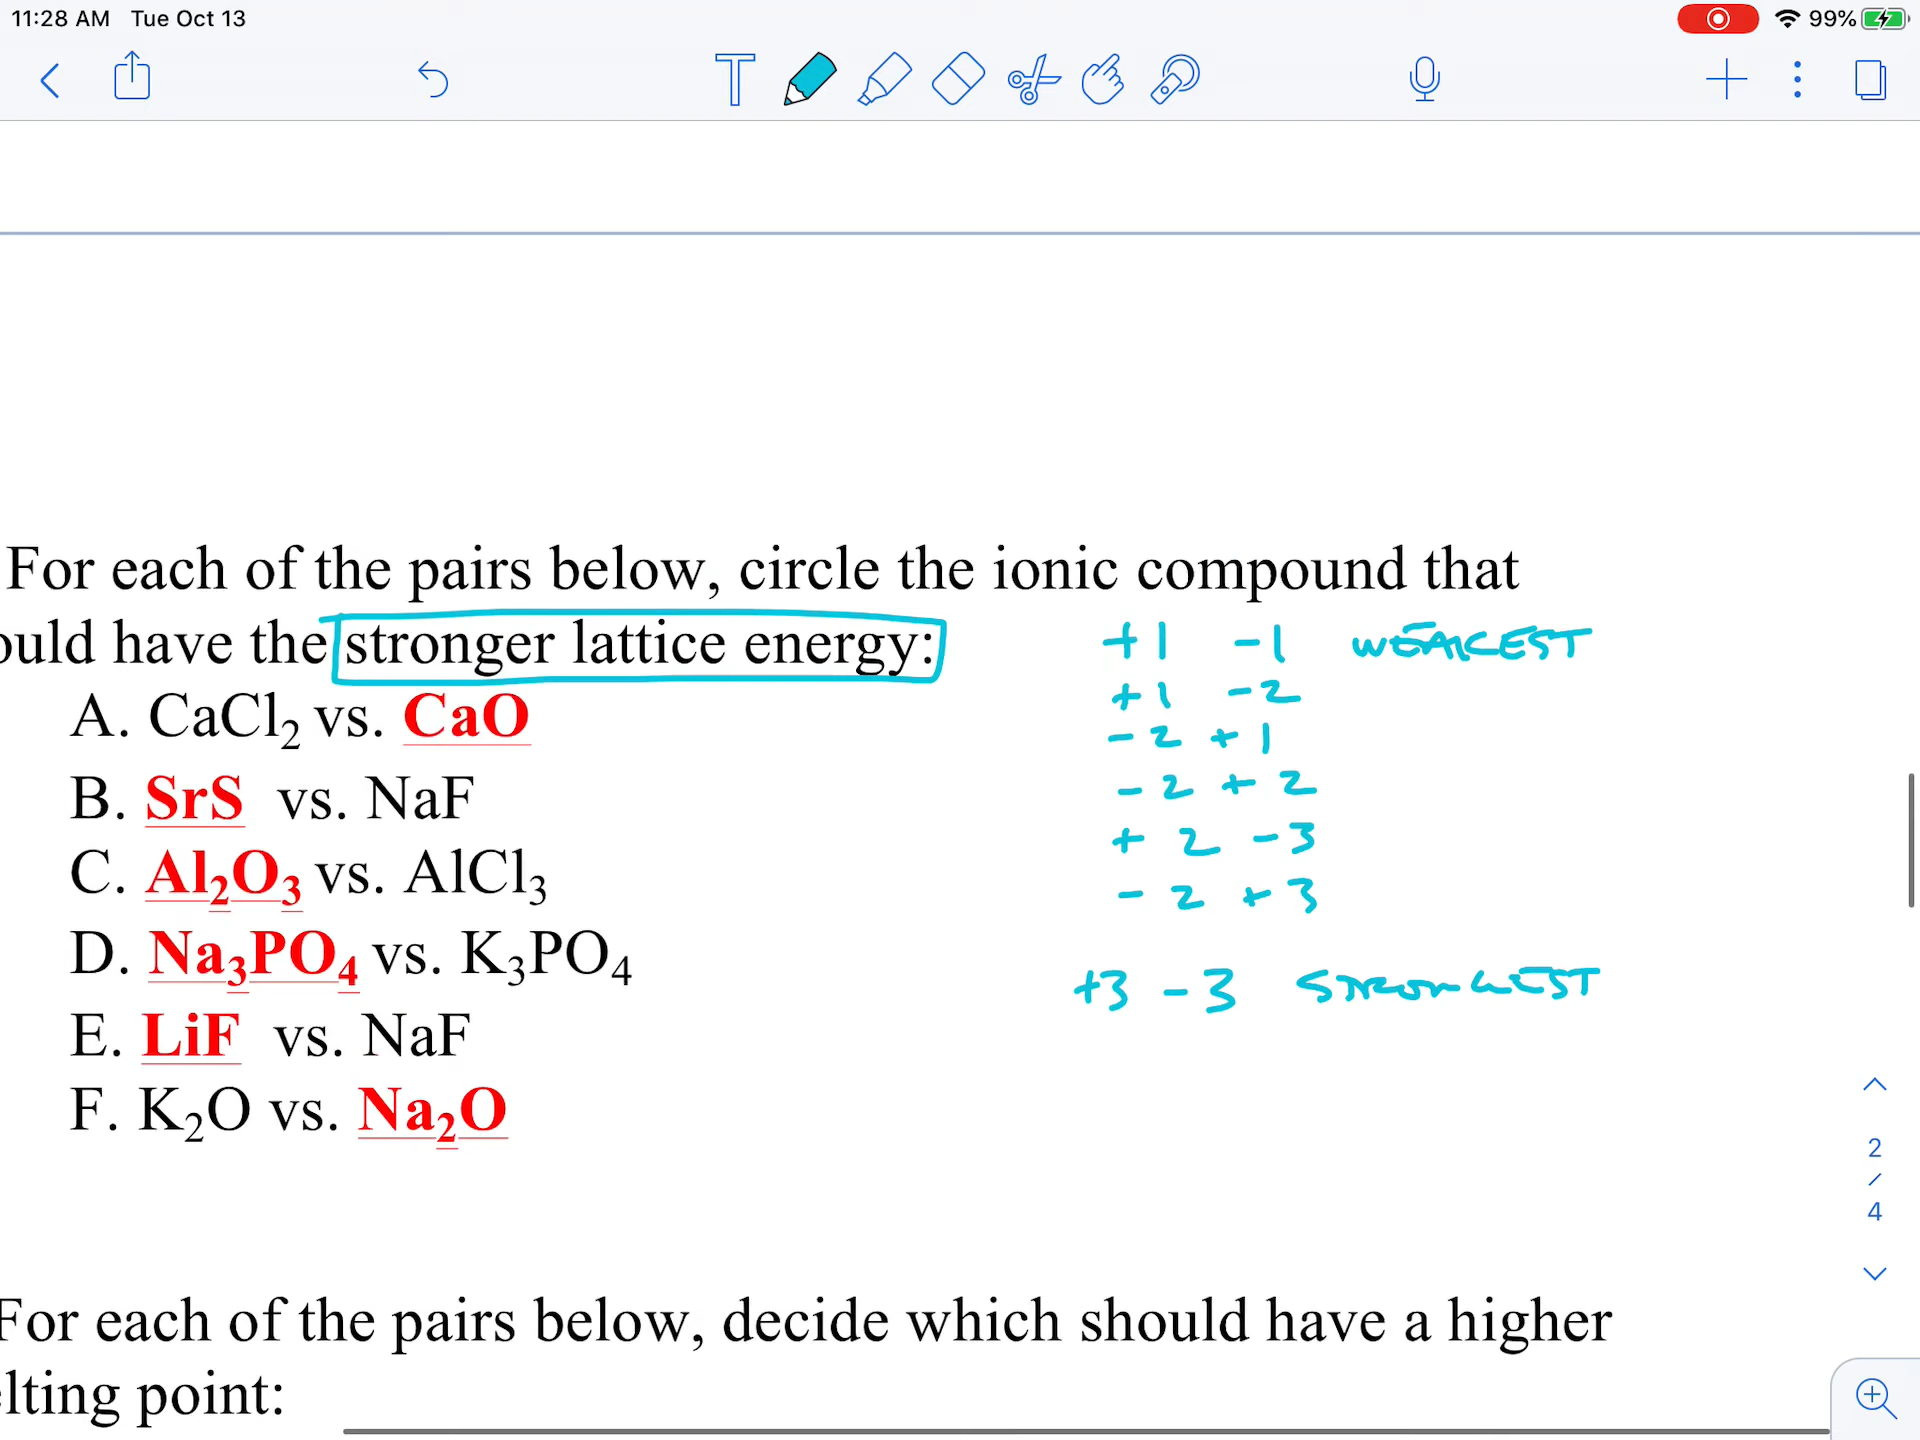 11:28 AM Tue Oct 13
99%
For each of the pairs below, circle the ionic compound that
ould have the stronger lattice energy:
+1 -1 WEAKEST
+1 -2
A. CaCl₂ vs. CaO
-2 +1
B. SrS vs. NaF
-2 +2
+2 -3
C. Al₂O₃ vs. AlCl₃
-2 +3
D. Na₃PO₄ vs. K₃PO₄
+3 -3 STRONGEST
E. LiF vs. NaF
F. K₂O vs. Na₂O
2
/
4
For each of the pairs below, decide which should have a higher
elting point: